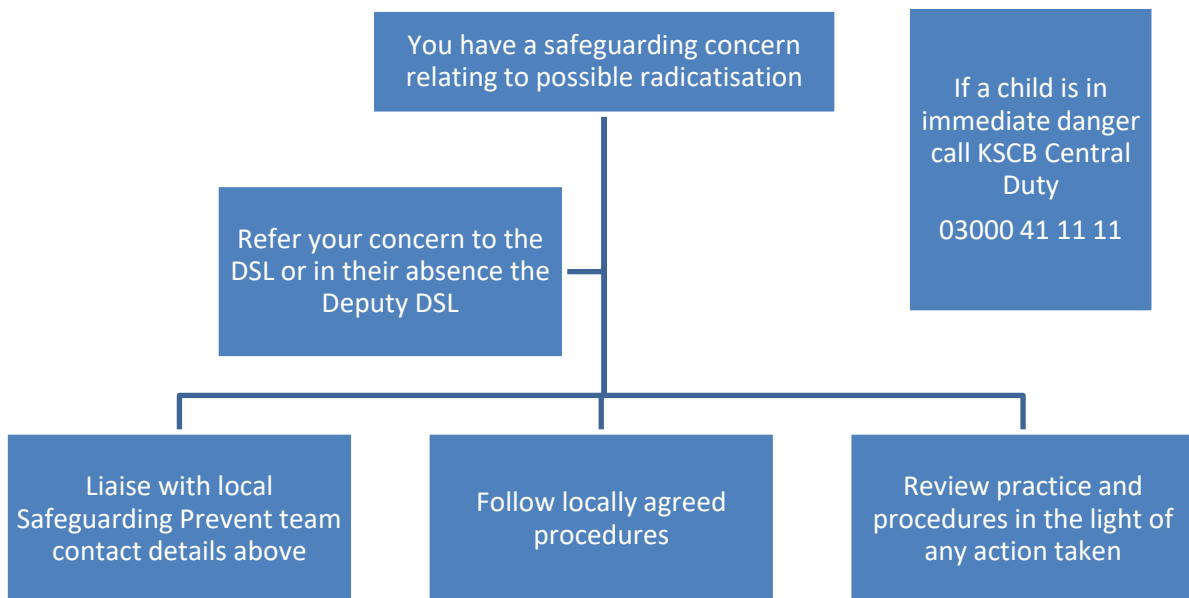 You have a safeguarding concern
relating to possible radicatisation
If a child is in
immediate danger
call KSCB Central
Duty
03000 41 11 11
Refer your concern to the
DSL or in their absence the
Deputy DSL
Liaise with local
Safeguarding Prevent team
contact details above
Follow locally agreed
procedures
Review practice and
procedures in the light of
any action taken